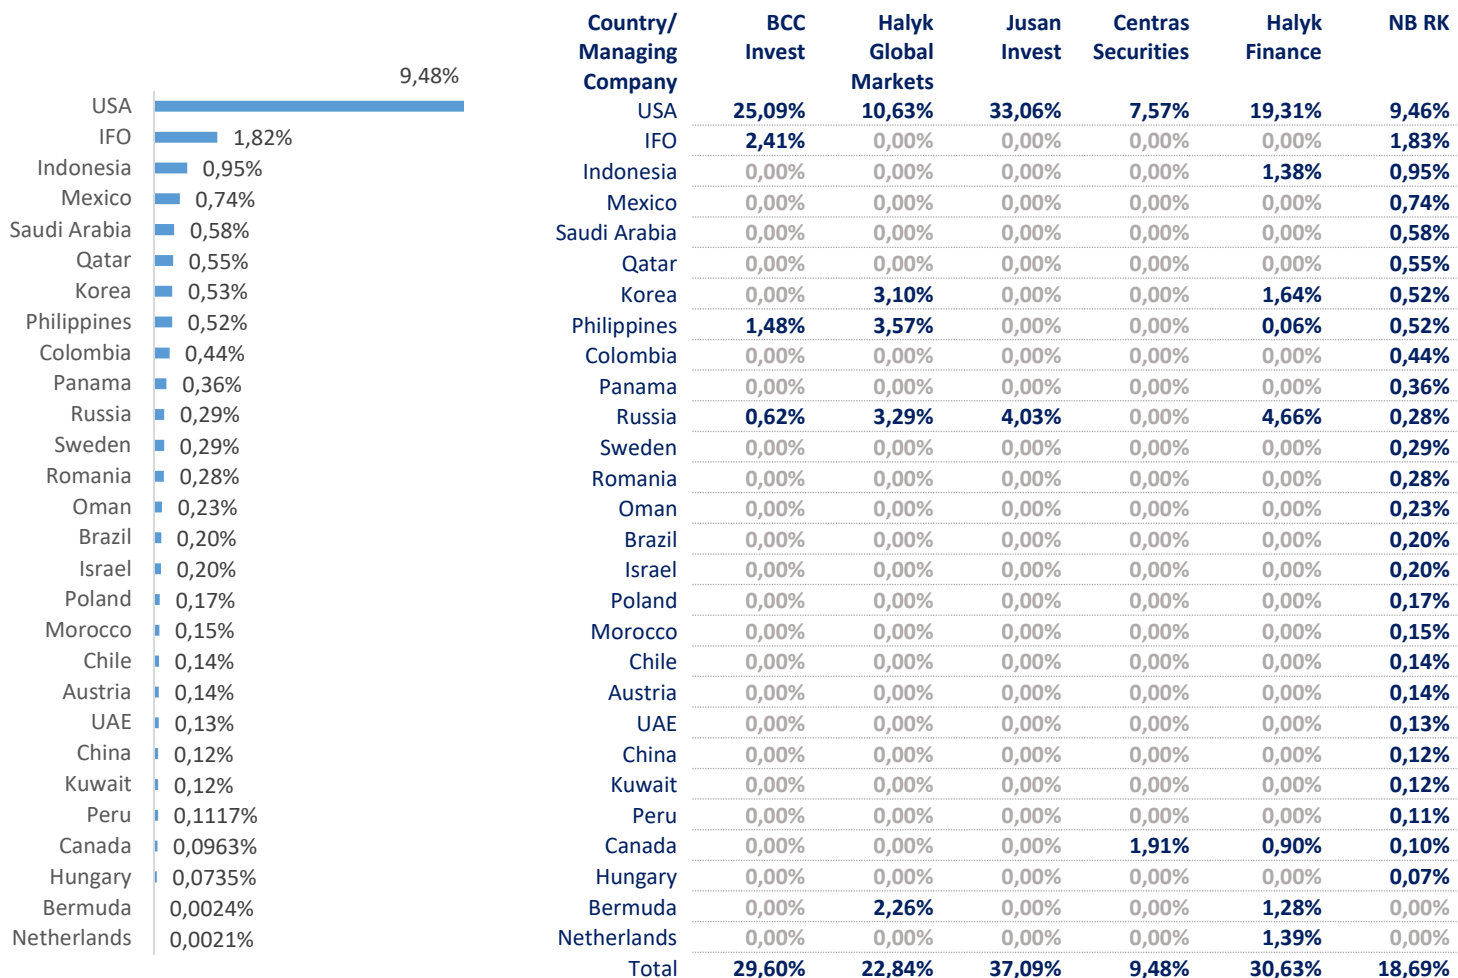 9,48%
USA
IFO 1,82%
Indonesia 0,95%
Mexico 0,74%
Saudi Arabia 0,58%
Qatar 0,55%
Korea 0,53%
Philippines 0,52%
Colombia 0,44%
Panama 0,36%
Russia 0,29%
Sweden 0,29%
Romania 0,28%
Oman 0,23%
Brazil 0,20%
Israel 0,20%
Poland 0,17%
Morocco 0,15%
Chile 0,14%
Austria 0,14%
UAE 0,13%
China 0,12%
Kuwait 0,12%
Peru 0,1117%
Canada 0,0963%
Hungary 0,0735%
Bermuda 0,0024%
Netherlands 0,0021%
Country/ BCC Halyk Jusan Centras Halyk NB RK
Managing Invest Global Invest Securities Finance
Company Markets
USA 25,09% 10,63% 33,06% 7,57% 19,31% 9,46%
IFO 2,41% 0,00% 0,00% 0,00% 0,00% 1,83%
Indonesia 0,00% 0,00% 0,00% 0,00% 1,38% 0,95%
Mexico 0,00% 0,00% 0,00% 0,00% 0,00% 0,74%
Saudi Arabia 0,00% 0,00% 0,00% 0,00% 0,00% 0,58%
Qatar 0,00% 0,00% 0,00% 0,00% 0,00% 0,55%
Korea 0,00% 3,10% 0,00% 0,00% 1,64% 0,52%
Philippines 1,48% 3,57% 0,00% 0,00% 0,06% 0,52%
Colombia 0,00% 0,00% 0,00% 0,00% 0,00% 0,44%
Panama 0,00% 0,00% 0,00% 0,00% 0,00% 0,36%
Russia 0,62% 3,29% 4,03% 0,00% 4,66% 0,28%
Sweden 0,00% 0,00% 0,00% 0,00% 0,00% 0,29%
Romania 0,00% 0,00% 0,00% 0,00% 0,00% 0,28%
Oman 0,00% 0,00% 0,00% 0,00% 0,00% 0,23%
Brazil 0,00% 0,00% 0,00% 0,00% 0,00% 0,20%
Israel 0,00% 0,00% 0,00% 0,00% 0,00% 0,20%
Poland 0,00% 0,00% 0,00% 0,00% 0,00% 0,17%
Morocco 0,00% 0,00% 0,00% 0,00% 0,00% 0,15%
Chile 0,00% 0,00% 0,00% 0,00% 0,00% 0,14%
Austria 0,00% 0,00% 0,00% 0,00% 0,00% 0,14%
UAE 0,00% 0,00% 0,00% 0,00% 0,00% 0,13%
China 0,00% 0,00% 0,00% 0,00% 0,00% 0,12%
Kuwait 0,00% 0,00% 0,00% 0,00% 0,00% 0,12%
Peru 0,00% 0,00% 0,00% 0,00% 0,00% 0,11%
Canada 0,00% 0,00% 0,00% 1,91% 0,90% 0,10%
Hungary 0,00% 0,00% 0,00% 0,00% 0,00% 0,07%
Bermuda 0,00% 2,26% 0,00% 0,00% 1,28% 0,00%
Netherlands 0,00% 0,00% 0,00% 0,00% 1,39% 0,00%
Total 29,60% 22,84% 37,09% 9,48% 30,63% 18,69%